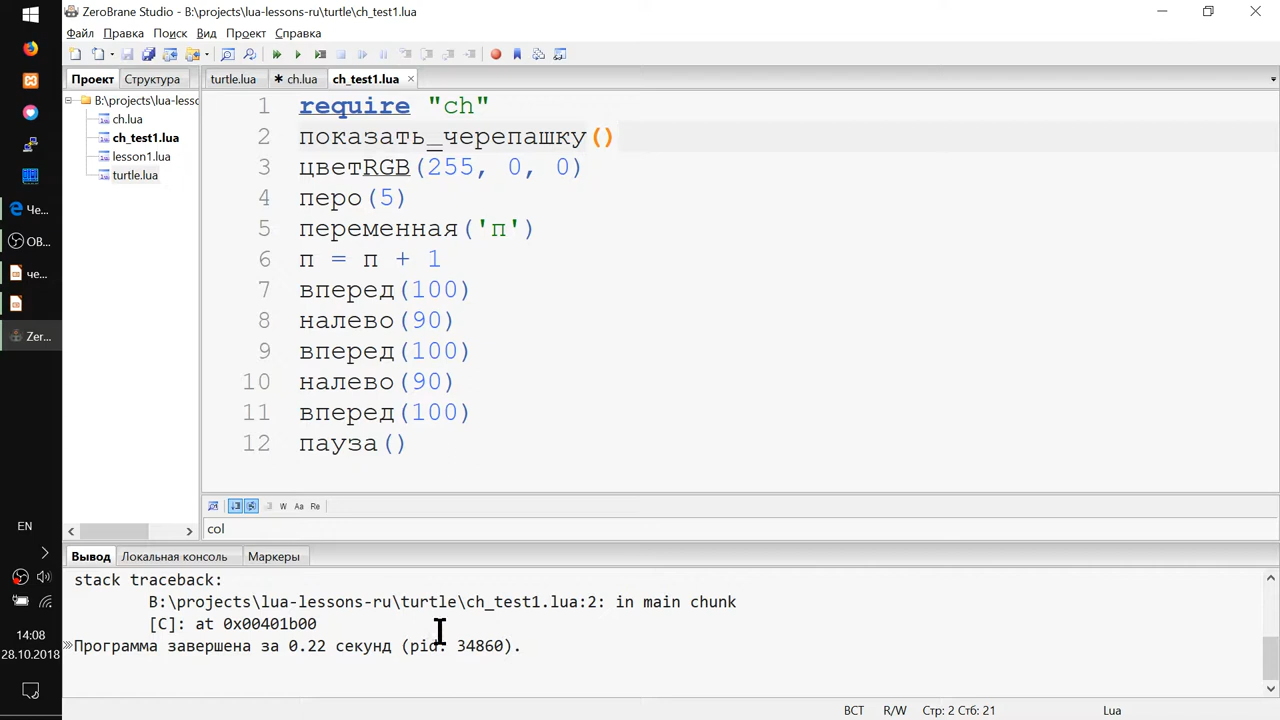 ZeroBrane Studio - B:\projects\lua-lessons-ru\turtle\ch_test1.lua
Файл Правка Поиск Вид Проект Справка
Проект Структура
turtle.lua
ch.lua
ch_test1.lua
B:\projects\lua-lessc
ch.lua
ch_test1.lua
lesson1.lua
turtle.lua
1 require "ch"
2 показать_черепашку()
3 цветRGB(255, 0, 0)
4 перо(5)
5 переменная('п')
6 п = п + 1
7 вперед(100)
8 налево(90)
9 вперед(100)
10 налево(90)
11 вперед(100)
12 пауза()
W Aa Re
col
Вывод Локальная консоль Маркеры
stack traceback:
B:\projects\lua-lessons-ru\turtle\ch_test1.lua:2: in main chunk
[C]: at 0x00401b00
Программа завершена за 0.22 секунд (pid: 34860).
ВСТ R/W Стр: 2 Стб: 21 Lua
Че...
OB...
че...
Zer...
EN
14:08
28.10.2018